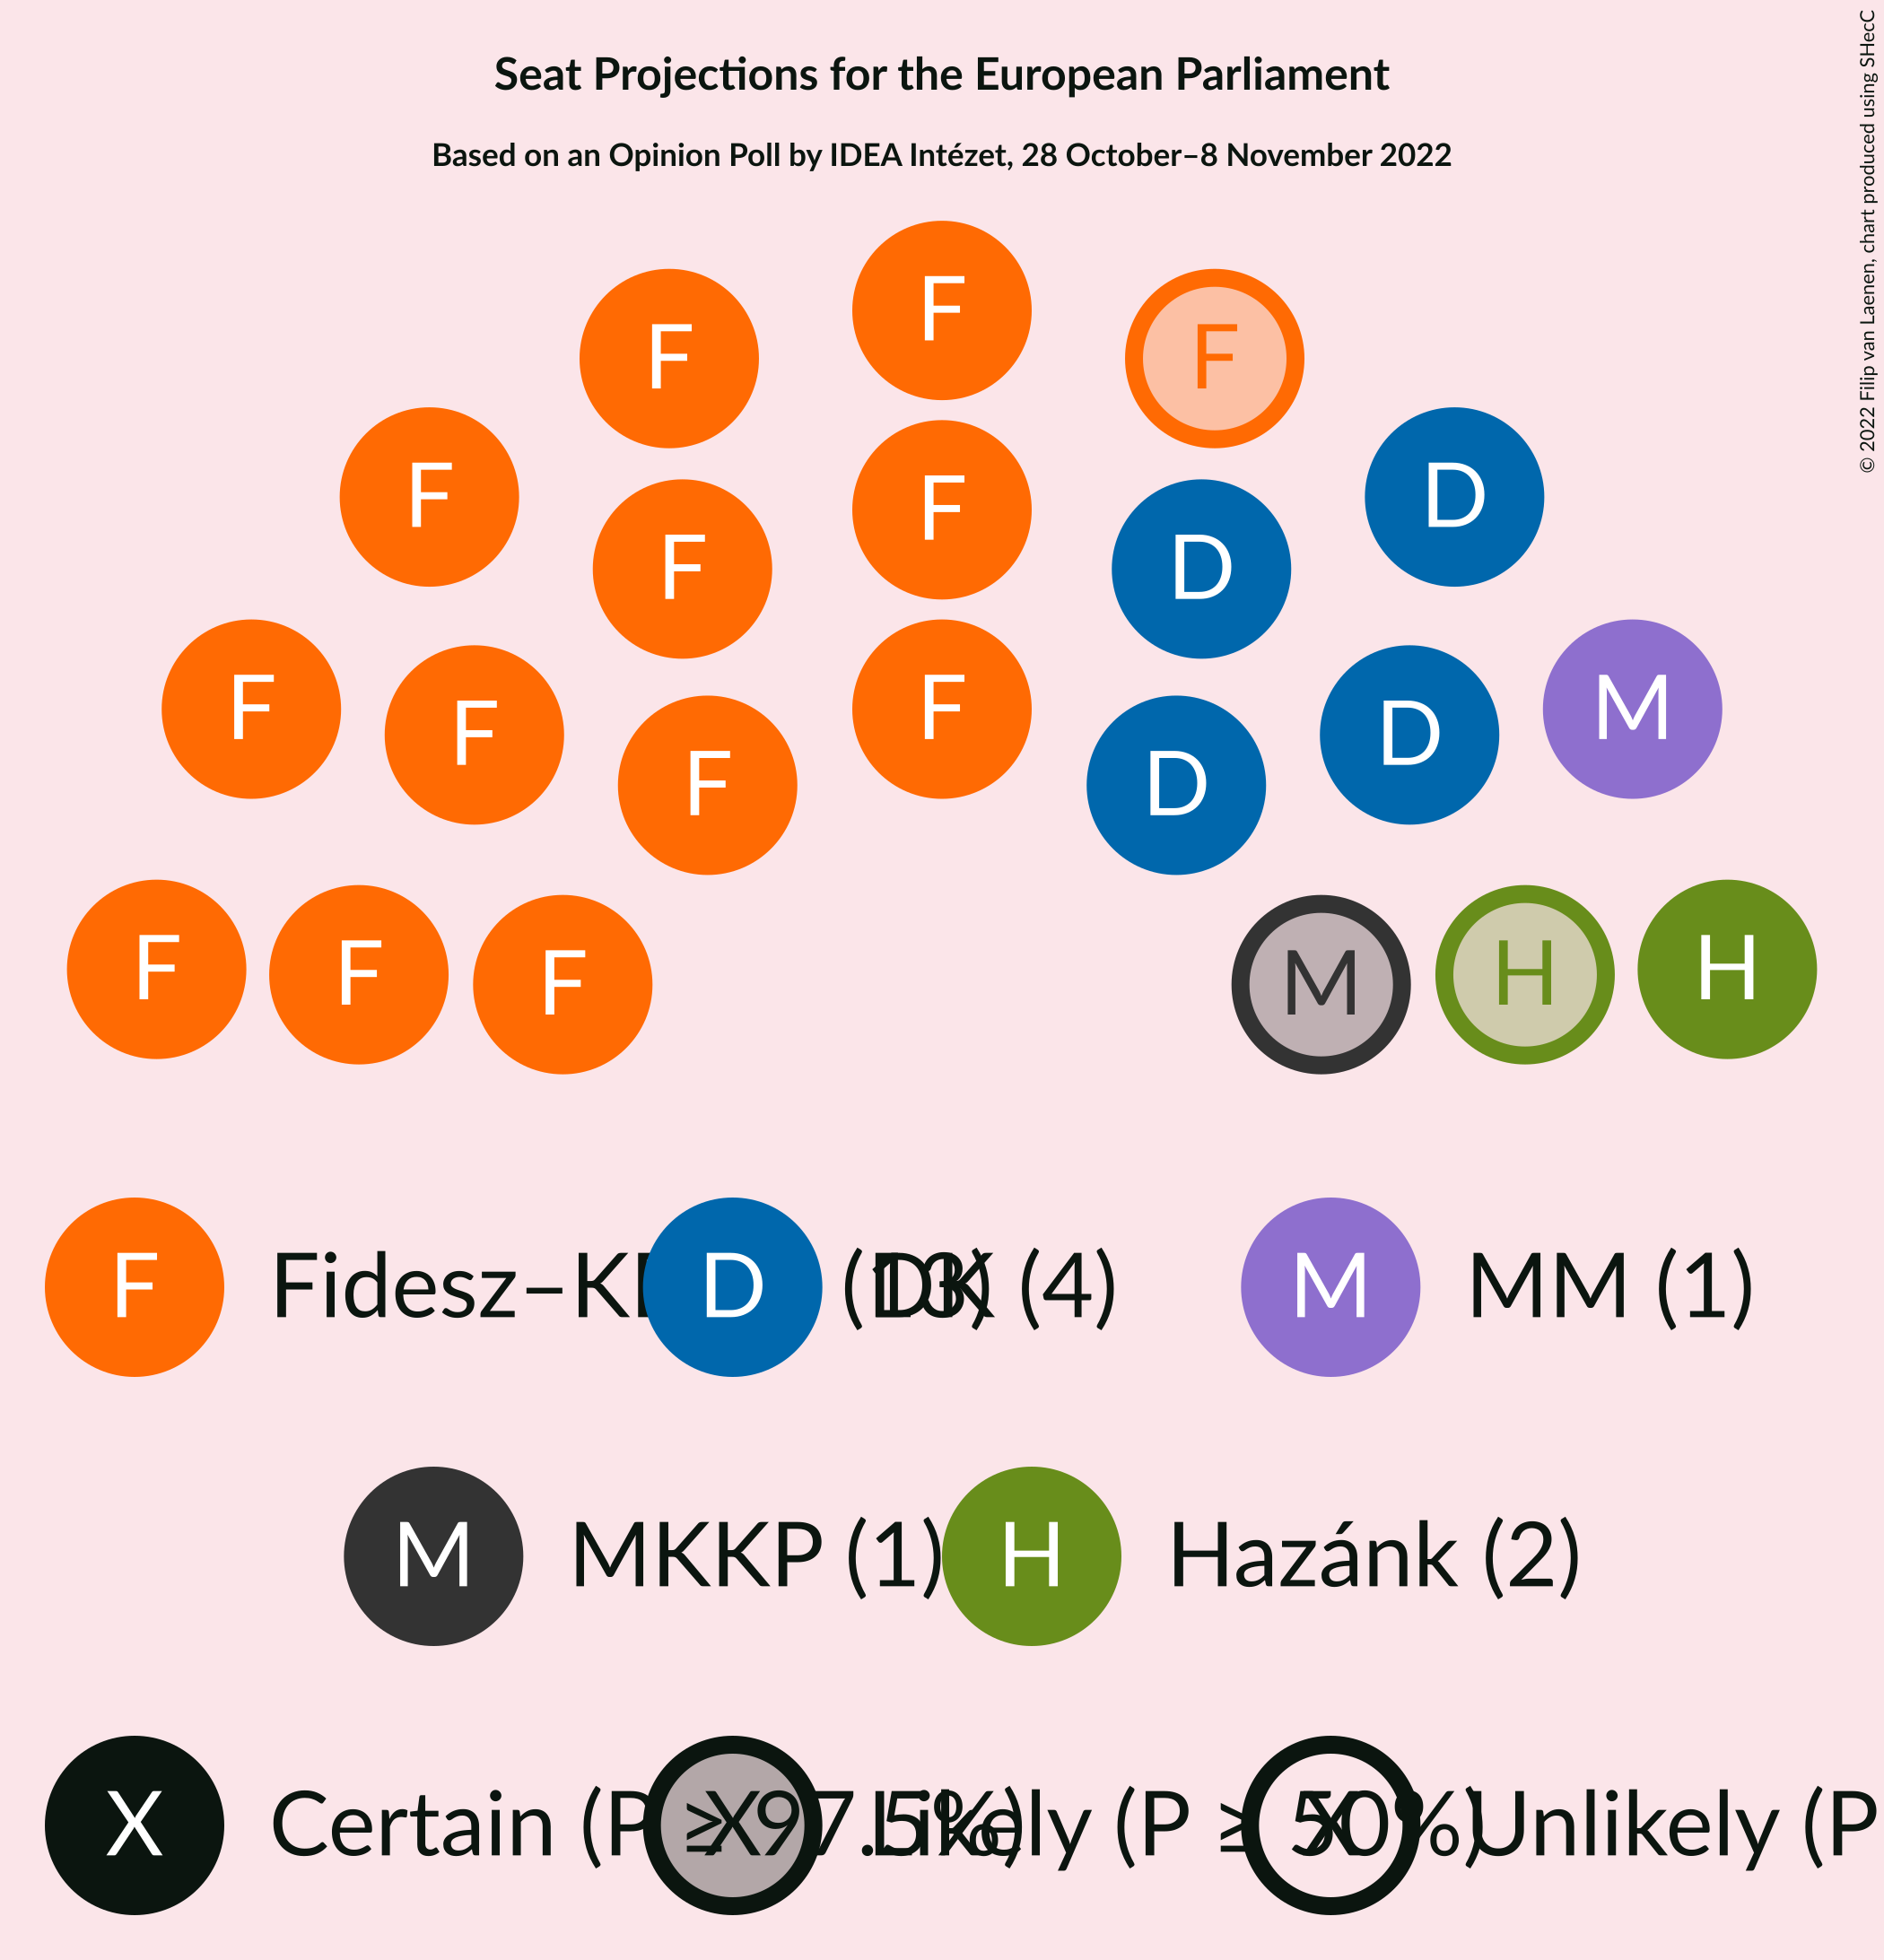 Seat Projections for the European Parliament
Based on an Opinion Poll by IDEA Intézet, 28 October–8 November 2022
© 2022 Filip van Laenen, chart produced using SHecC
F
F F
F D
F F
F D
F M
F D
F F
D
F F F M H H
F Fidesz–K (13) D DK (4) M MM (1)
M MKKP (1) H Hazánk (2)
X Certain (P ≥ 97.5%) X Likely (P ≥ 50%) X Unlikely (P